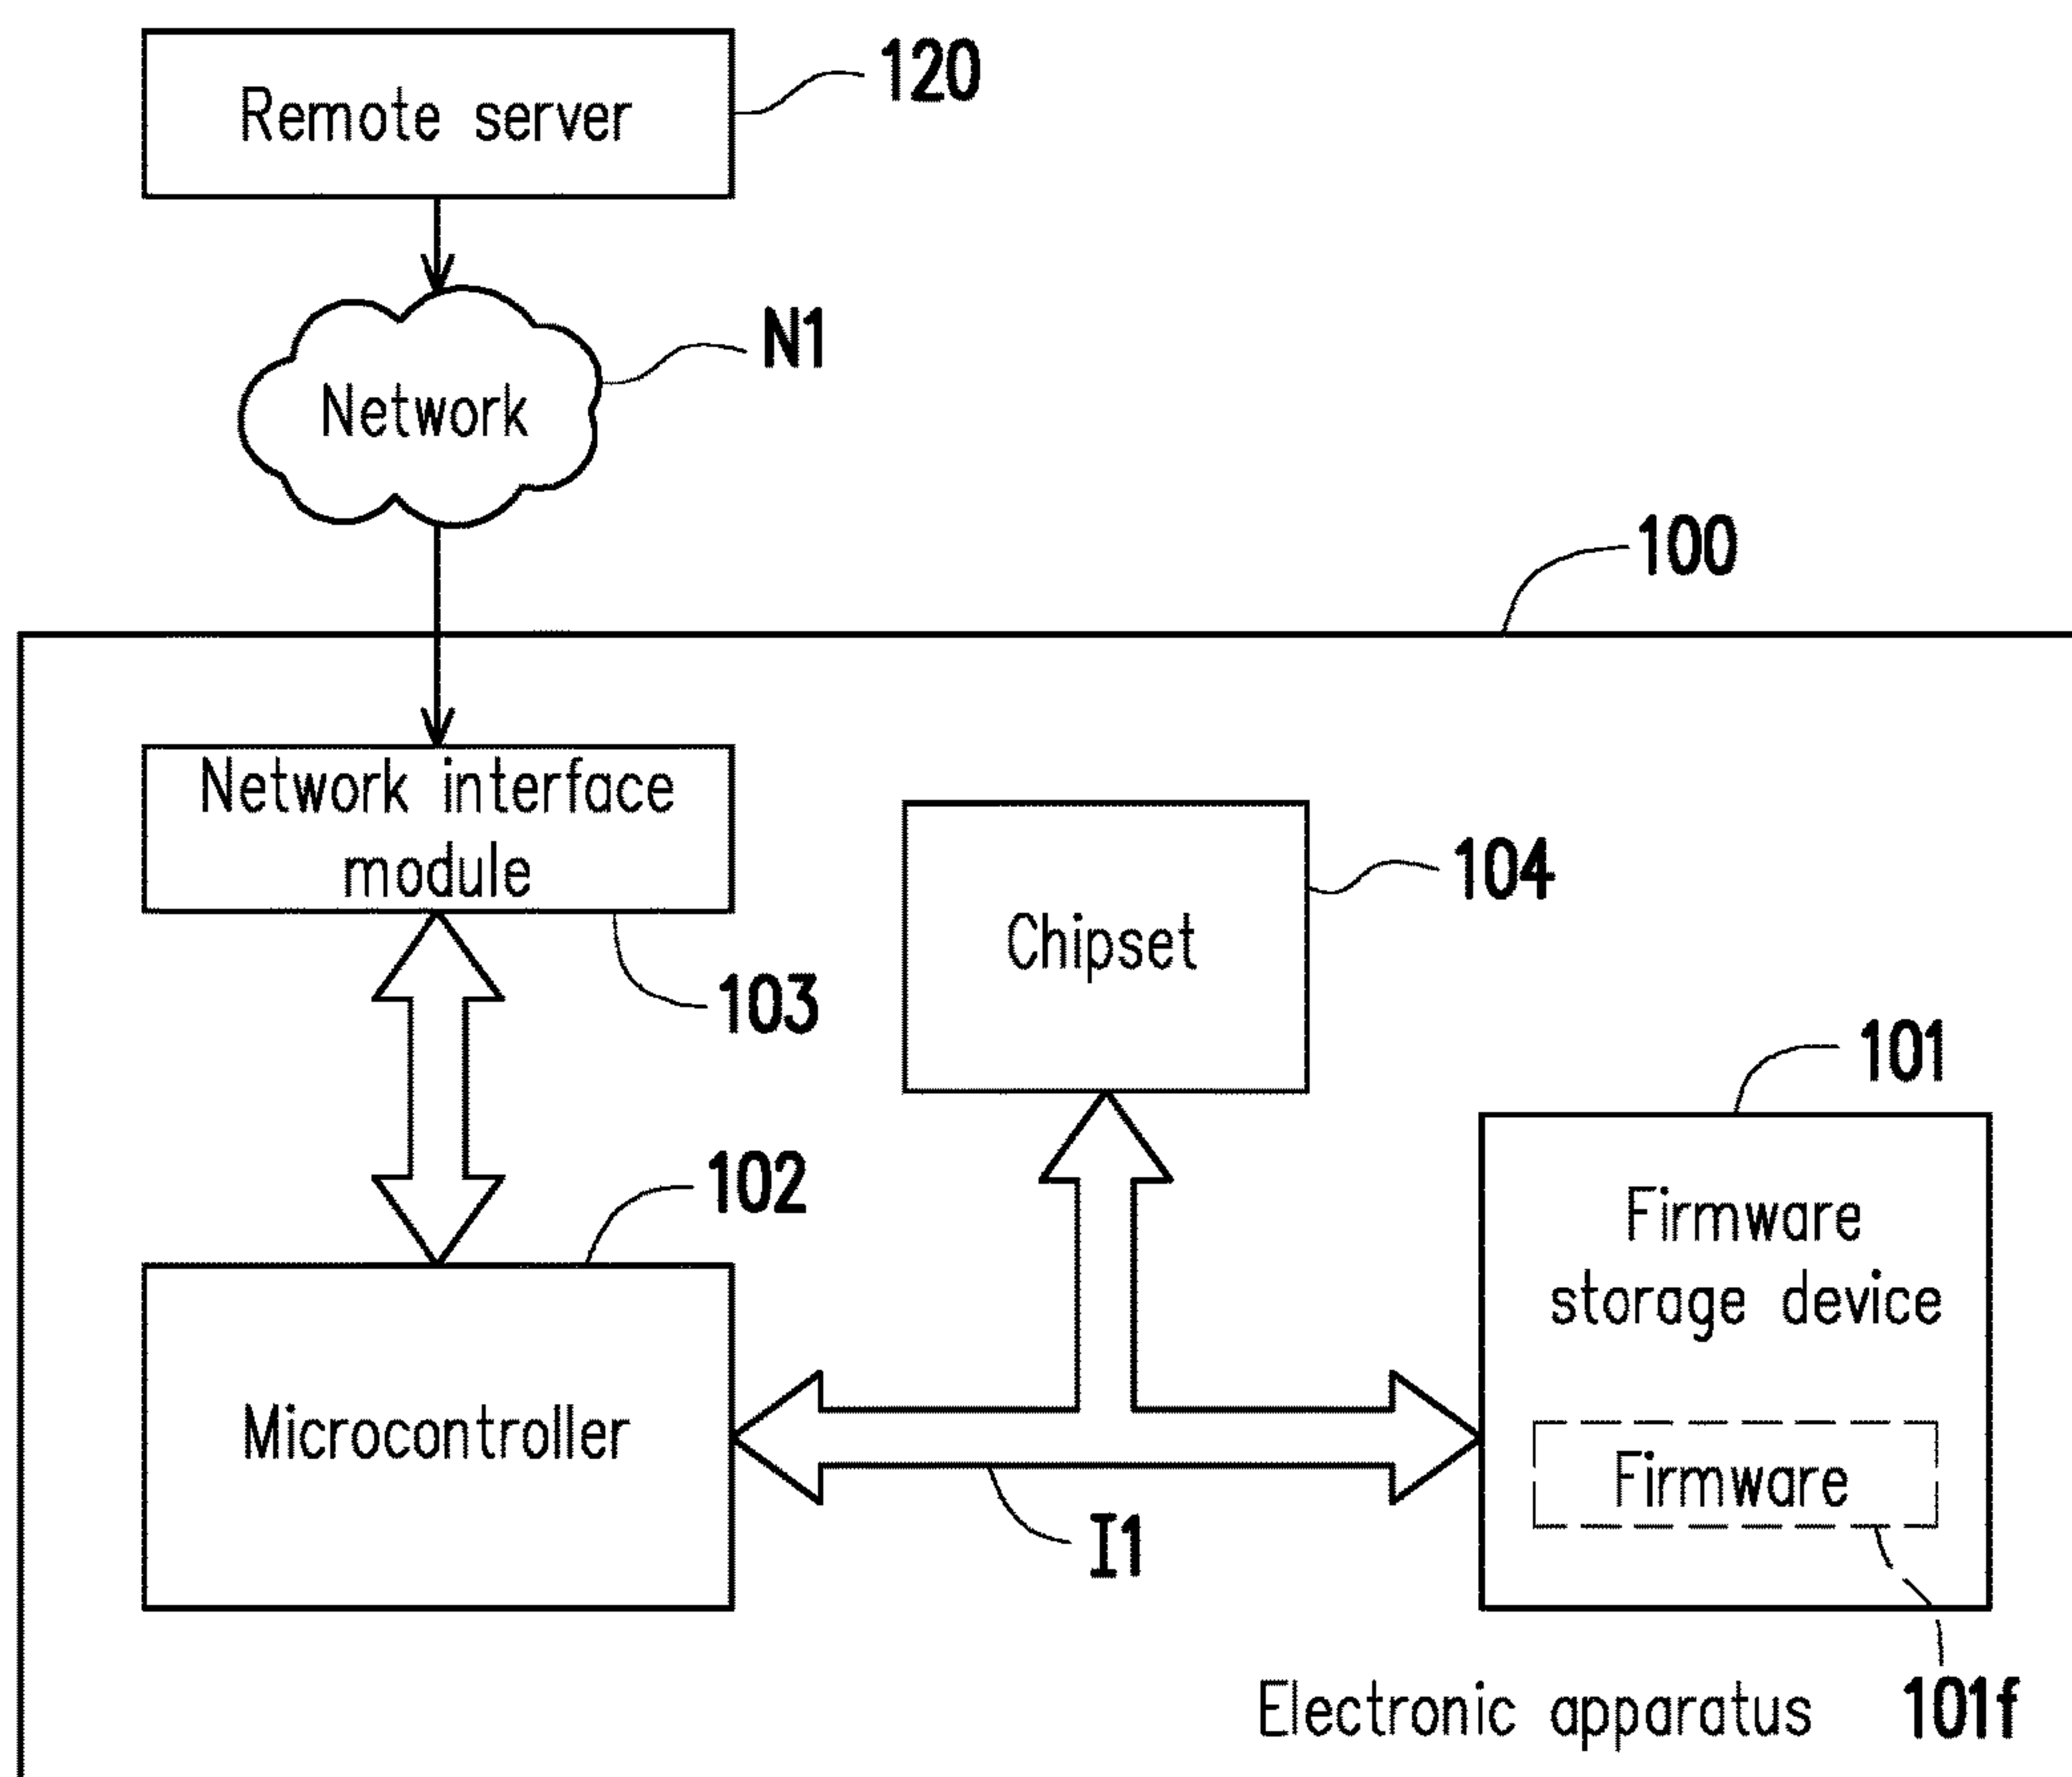 Remote server
120
Network
N1
100
Network interface
module
103
Chipset
104
101
Firmware
storage device
102
Microcontroller
Firmware
I1
Electronic apparatus
101f